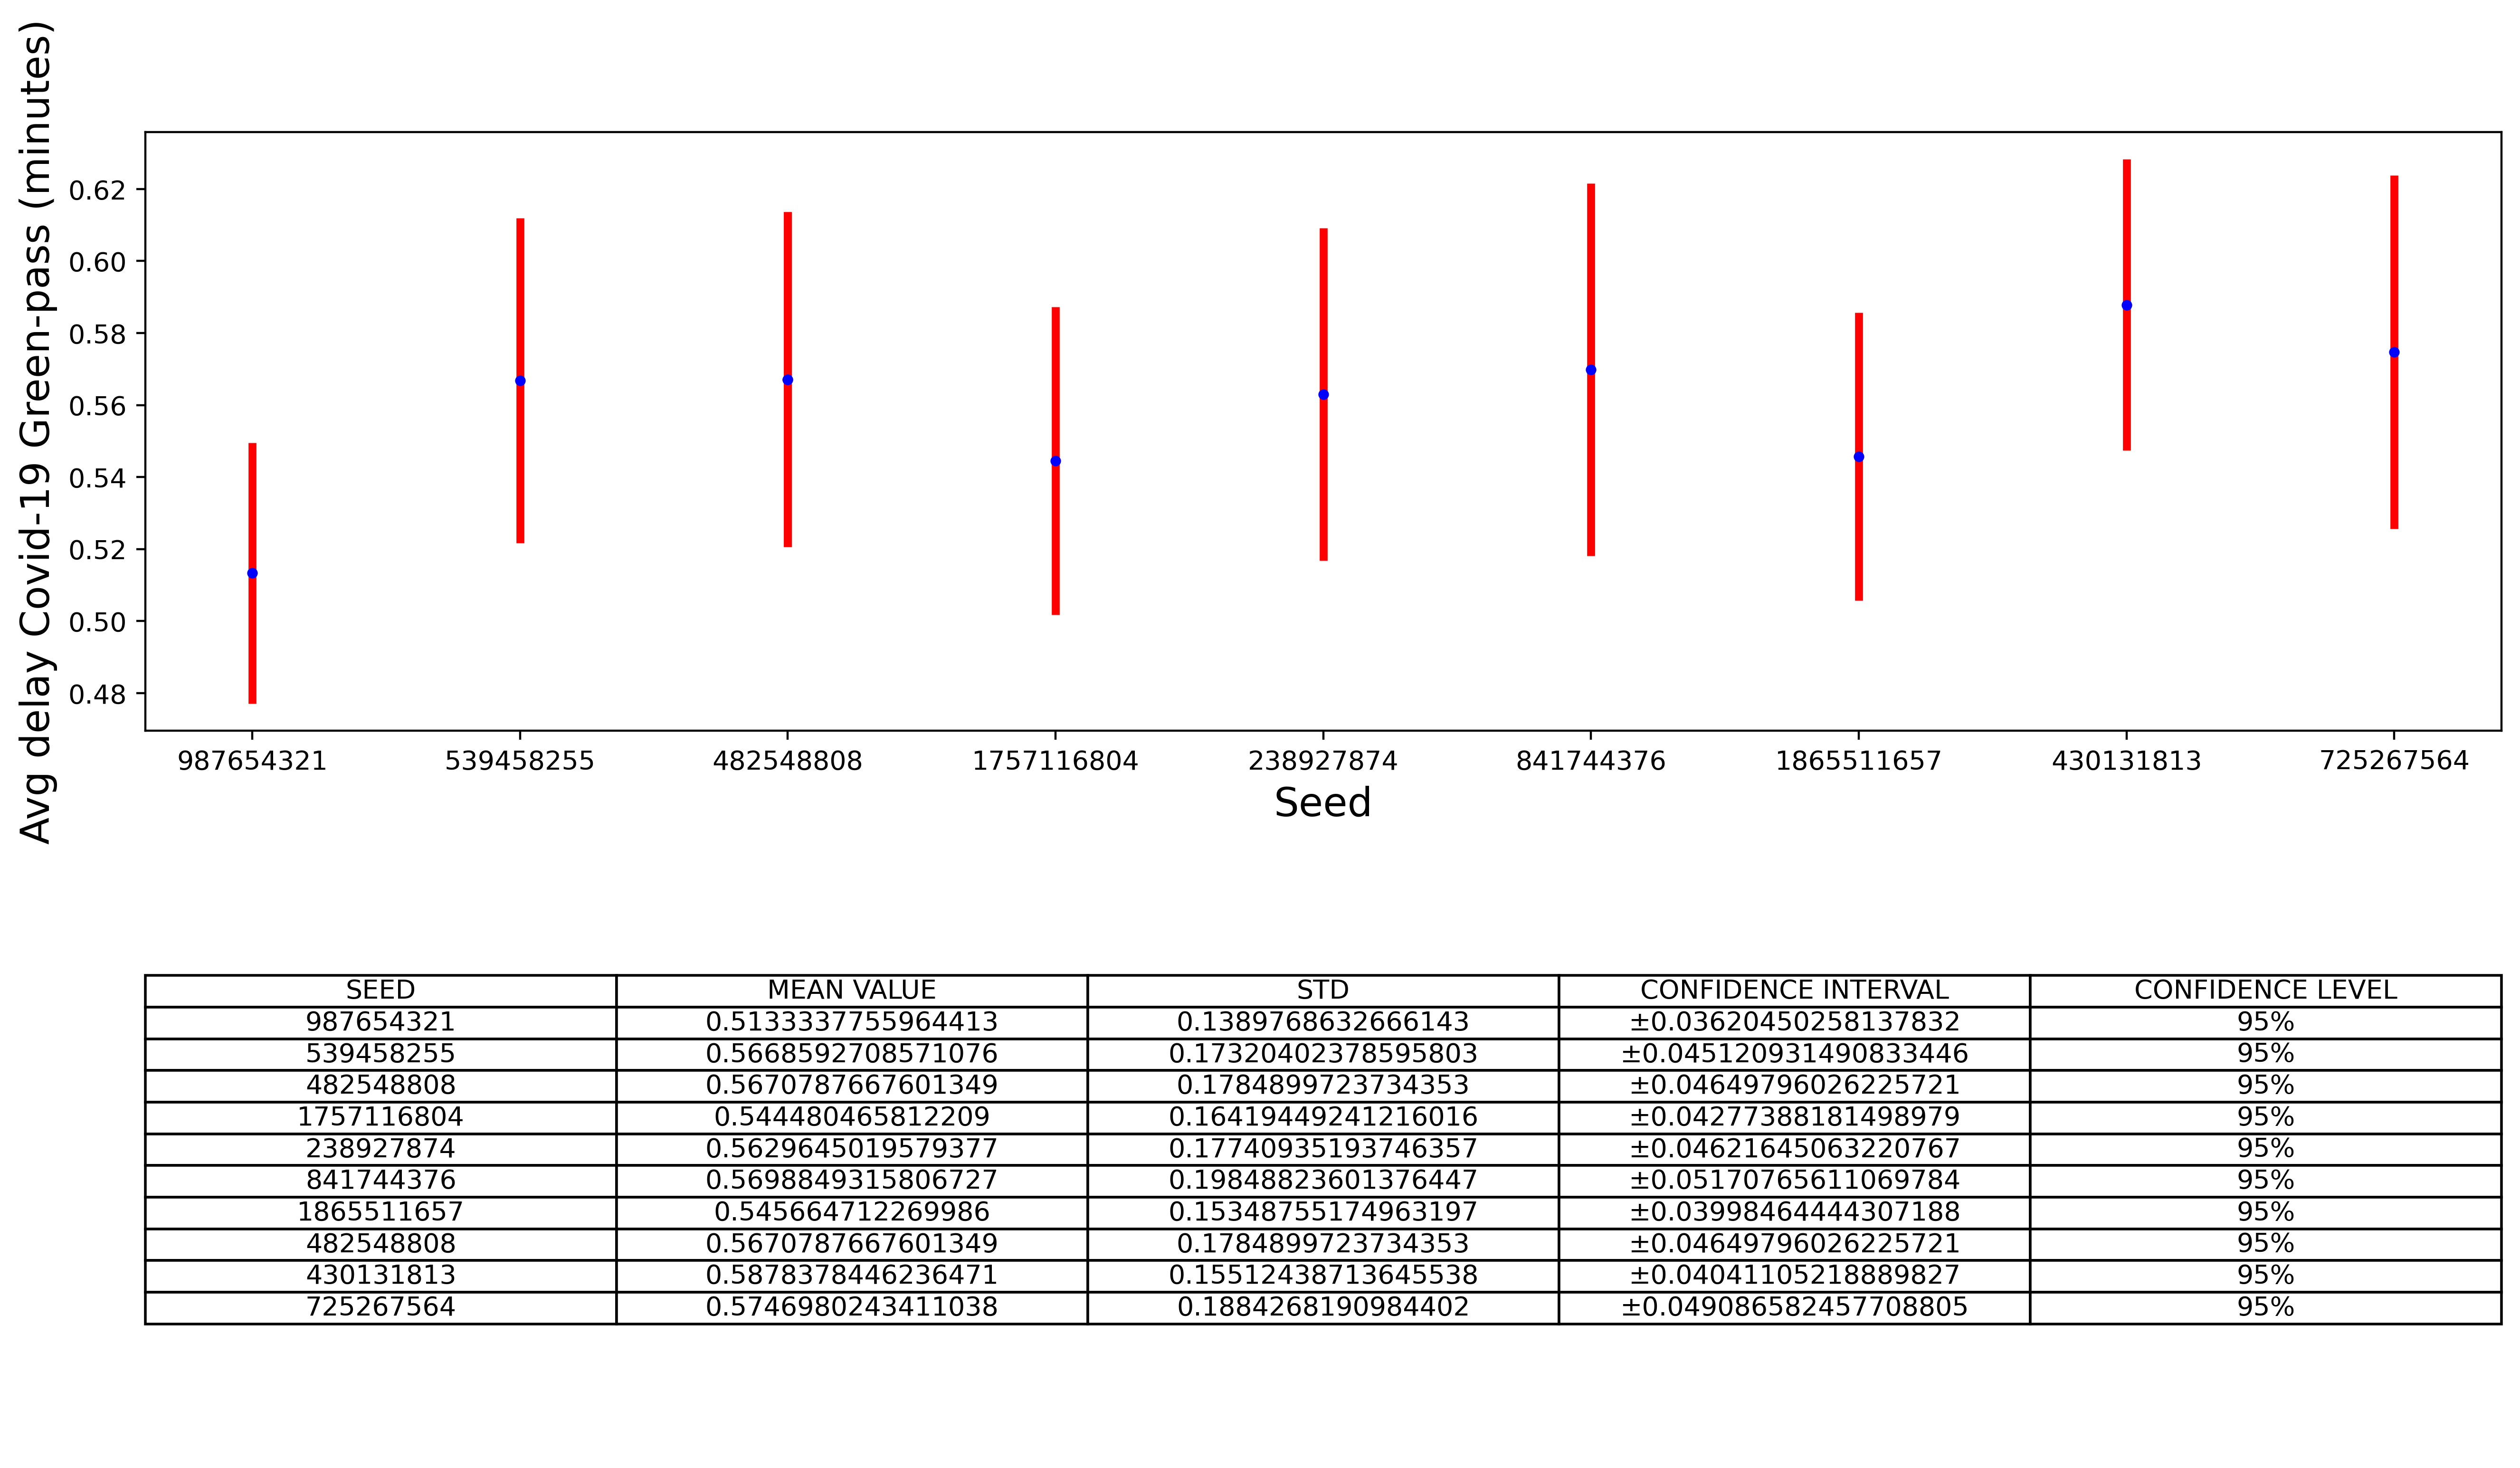 Avg delay Covid-19 Green-pass (minutes)
0.62
0.60
0.58
0.56
0.54
0.52
0.50
0.48
987654321 539458255 482548808 1757116804 238927874 841744376 1865511657 430131813 725267564
Seed
SEED MEAN VALUE STD CONFIDENCE INTERVAL CONFIDENCE LEVEL
987654321 0.5133337755964413 0.1389768632666143 ±0.03620450258137832 95%
539458255 0.5668592708571076 0.17320402378595803 ±0.045120931490833446 95%
482548808 0.5670787667601349 0.1784899723734353 ±0.04649796026225721 95%
1757116804 0.544480465812209 0.16419449241216016 ±0.04277388181498979 95%
238927874 0.5629645019579377 0.17740935193746357 ±0.04621645063220767 95%
841744376 0.5698849315806727 0.19848823601376447 ±0.05170765611069784 95%
1865511657 0.545664712269986 0.15348755174963197 ±0.03998464444307188 95%
482548808 0.5670787667601349 0.1784899723734353 ±0.04649796026225721 95%
430131813 0.5878378446236471 0.15512438713645538 ±0.04041105218889827 95%
725267564 0.5746980243411038 0.1884268190984402 ±0.049086582457708805 95%